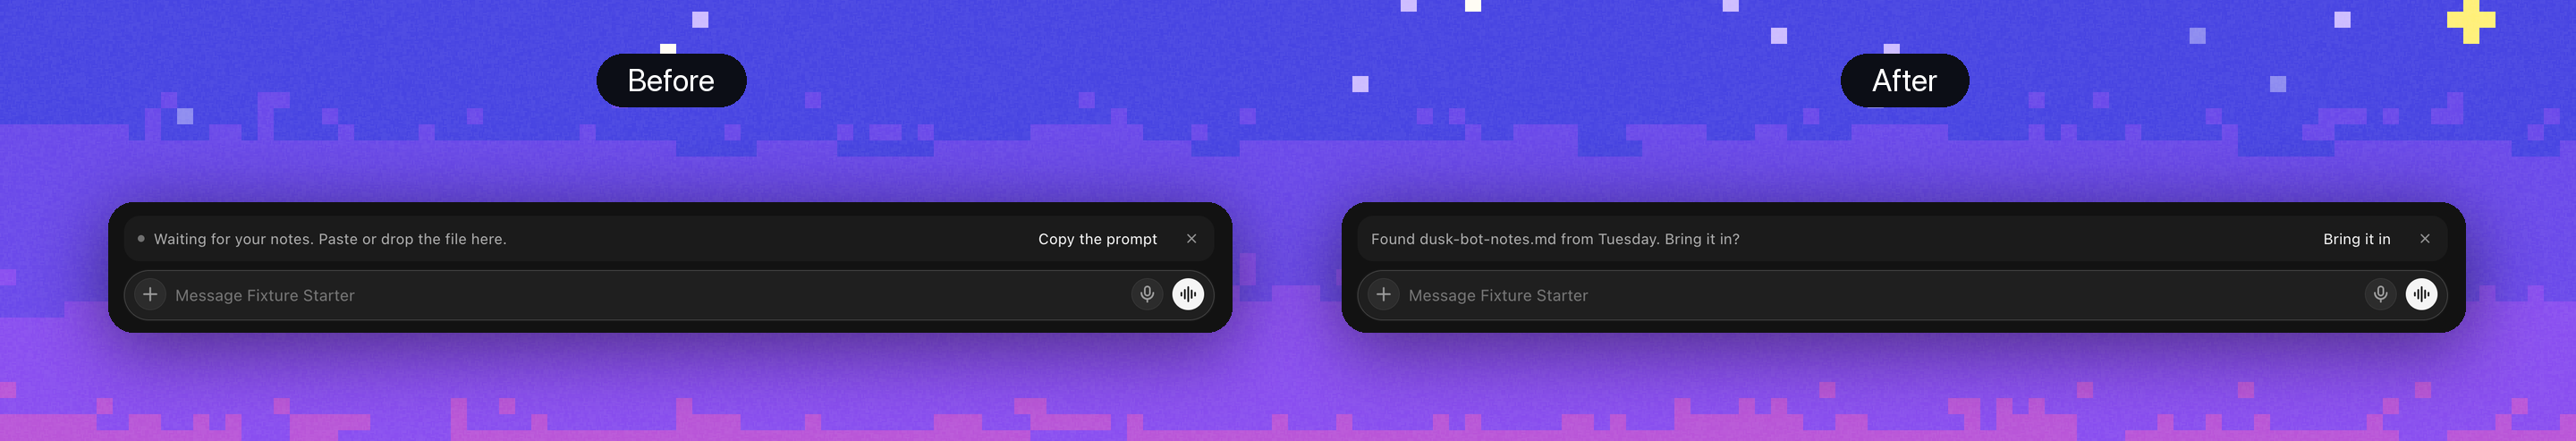 Before
After
Waiting for your notes. Paste or drop the file here.
Copy the prompt
Message Fixture Starter
Found dusk-bot-notes.md from Tuesday. Bring it in?
Bring it in
Message Fixture Starter